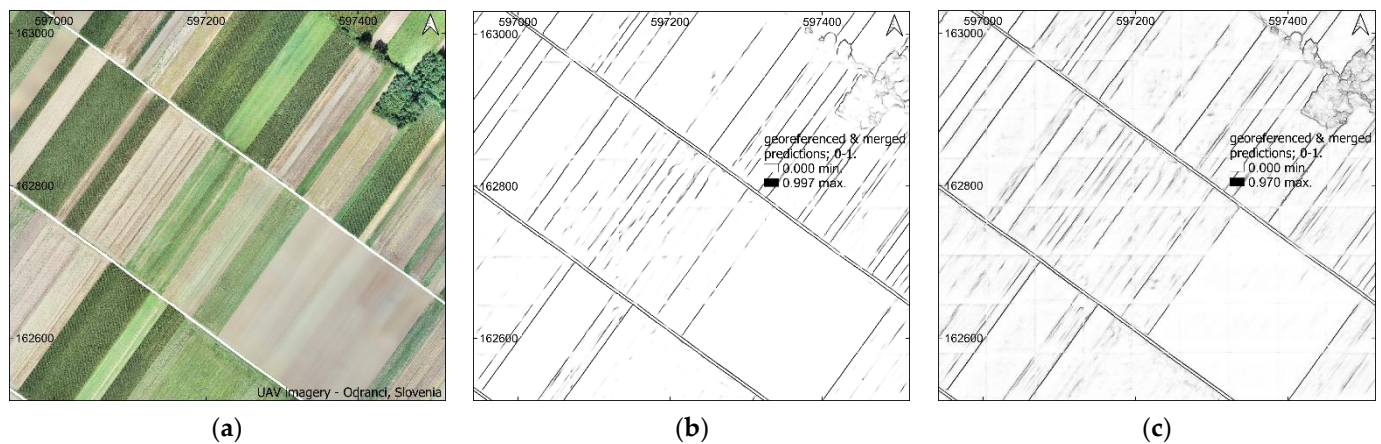 597000 597200 597400
163000
162800
162600
UAV imagery - Odranci, Slovenia
(a)
597000 597200 597400
163000
georeferenced & merged
predictions; 0-1.
0.000 min.
0.997 max.
162800
162600
(b)
597000 597200 597400
163000
georeferenced & merged
predictions; 0-1.
0.000 min.
0.970 max.
162800
162600
(c)